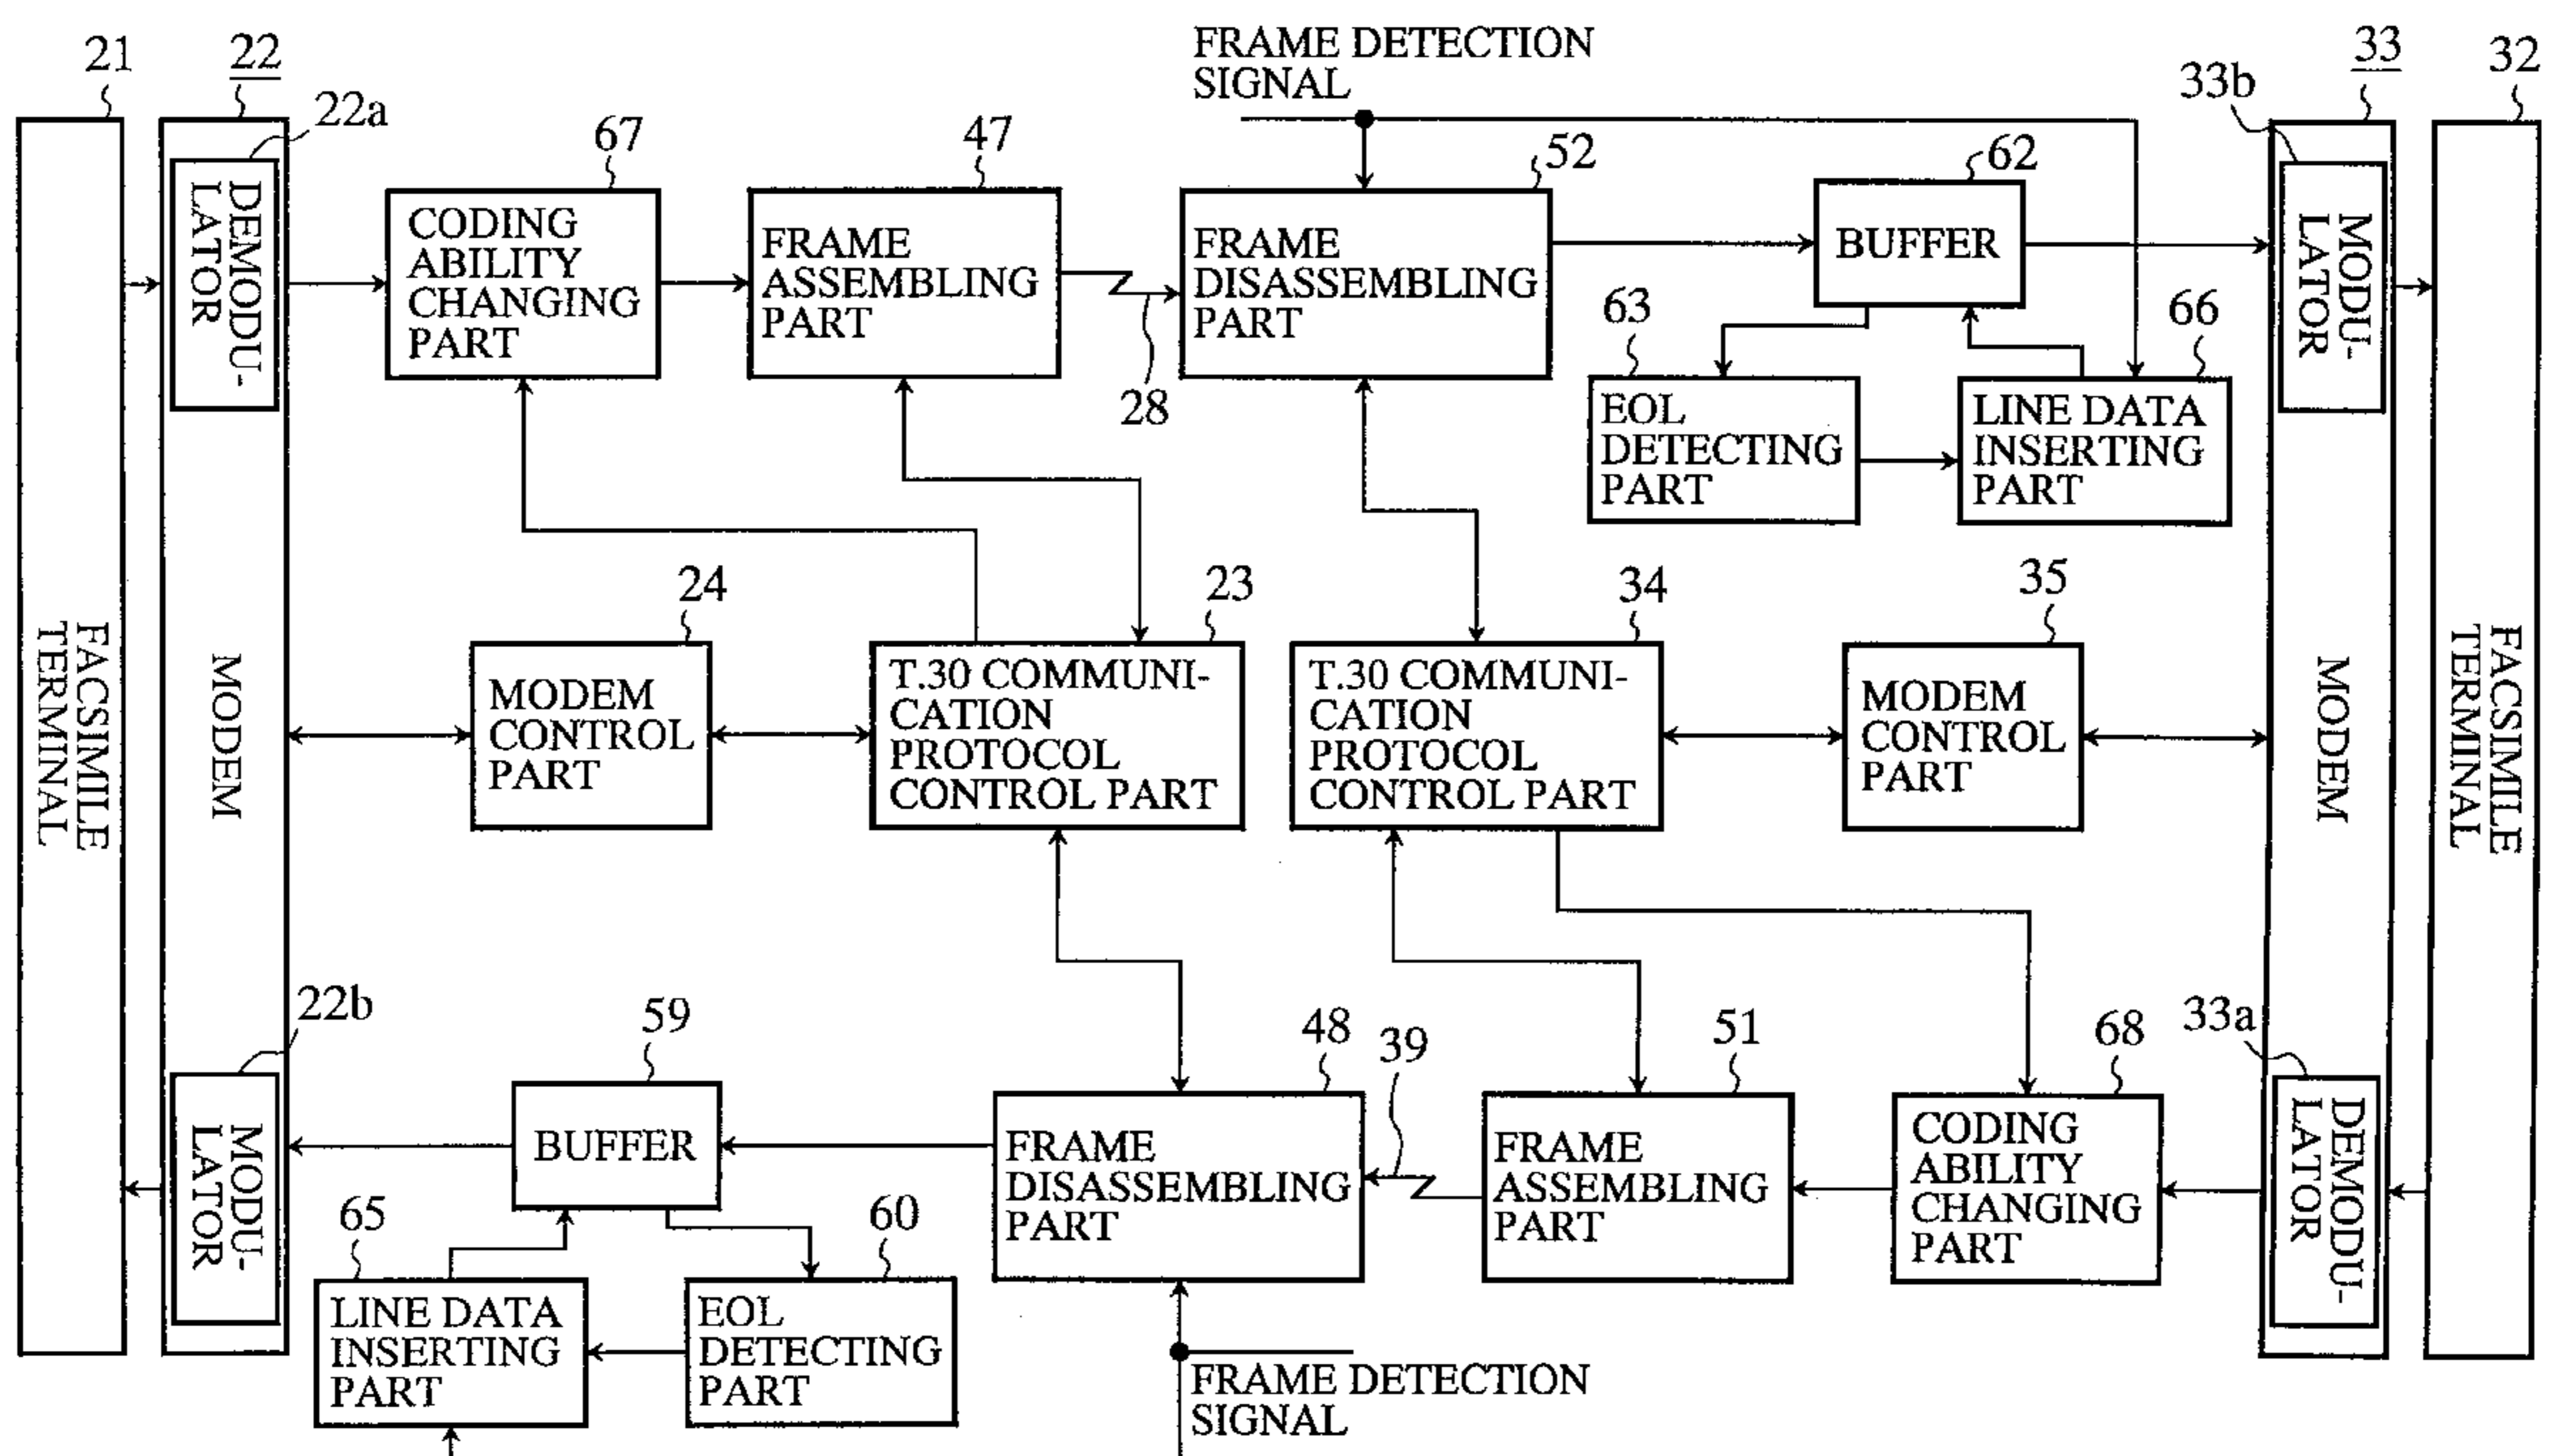 FRAME DETECTION
SIGNAL
21
22
22a
67
47
52
62
33b
33
32
DEMODU-
LATOR
CODING
ABILITY
CHANGING
PART
FRAME
ASSEMBLING
PART
28
FRAME
DISASSEMBLING
PART
BUFFER
MODU-
LATOR
63
66
EOL
DETECTING
PART
LINE DATA
INSERTING
PART
24
23
34
35
FACSIMILE
TERMINAL
MODEM
MODEM
CONTROL
PART
T.30 COMMUNI-
CATION
PROTOCOL
CONTROL PART
T.30 COMMUNI-
CATION
PROTOCOL
CONTROL PART
MODEM
CONTROL
PART
MODEM
FACSIMILE
TERMINAL
22b
59
48
39
51
33a
68
MODU-
LATOR
BUFFER
FRAME
DISASSEMBLING
PART
FRAME
ASSEMBLING
PART
CODING
ABILITY
CHANGING
PART
DEMODU-
LATOR
65
60
LINE DATA
INSERTING
PART
EOL
DETECTING
PART
FRAME DETECTION
SIGNAL